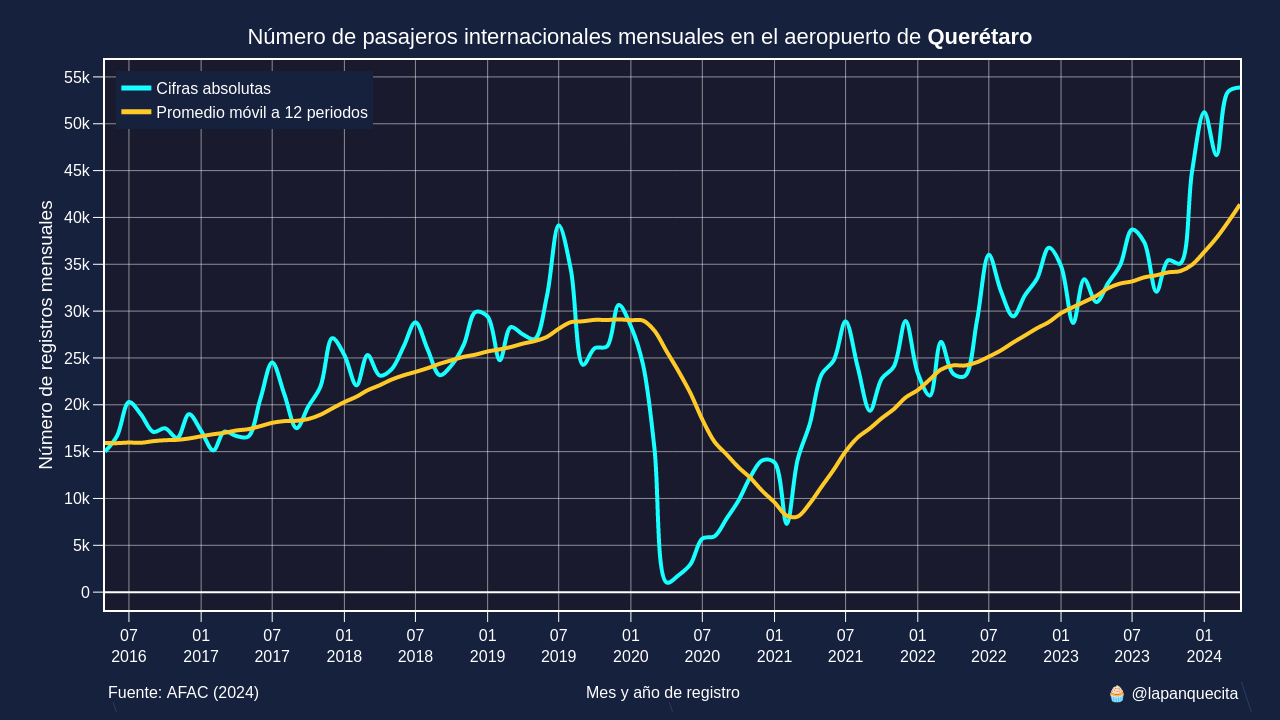 Número de pasajeros internacionales mensuales en el aeropuerto de Querétaro
Cifras absolutas
Promedio móvil a 12 periodos
Número de registros mensuales
55k
50k
45k
40k
35k
30k
25k
20k
15k
10k
5k
0
07 01 07 01 07 01 07 01 07 01 07 01 07 01 07 01
2016 2017 2017 2018 2018 2019 2019 2020 2020 2021 2021 2022 2022 2023 2023 2024
Fuente: AFAC (2024) Mes y año de registro 🧁 @lapanquecita